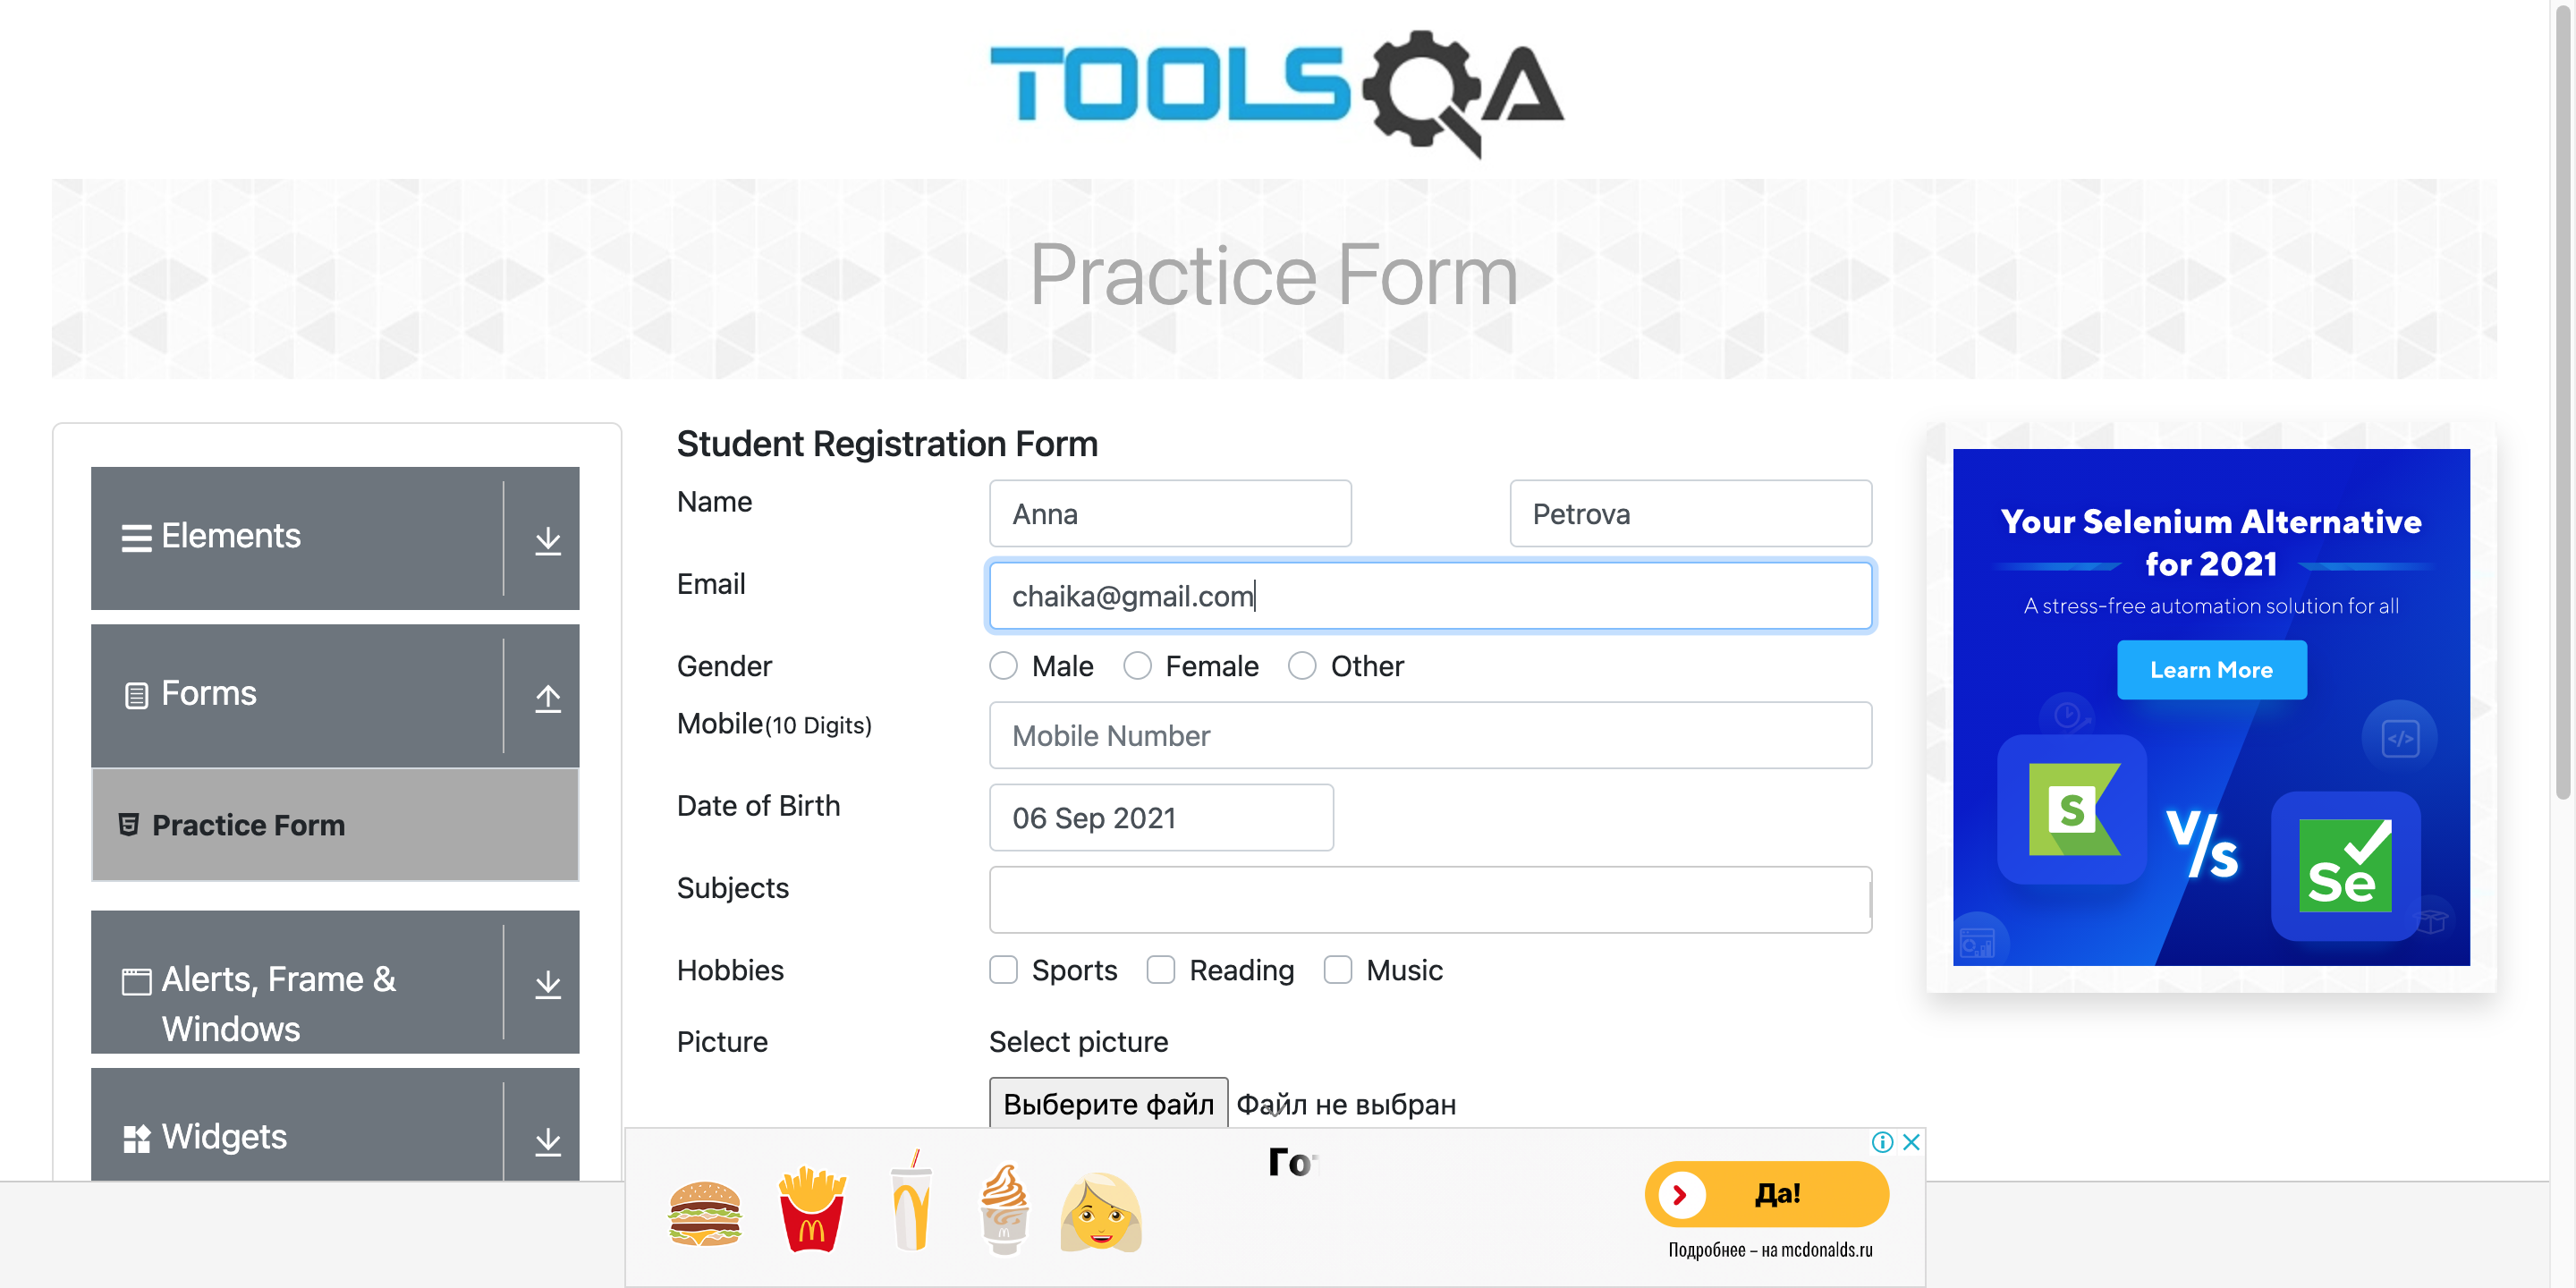 TOOLSQA
Practice Form
Elements
Forms
Practice Form
Alerts, Frame &
Windows
Widgets
Student Registration Form
Name
Anna
Petrova
Email
chaika@gmail.com
Gender
Male
Female
Other
Mobile(10 Digits)
Mobile Number
Date of Birth
06 Sep 2021
Subjects
Hobbies
Sports
Reading
Music
Picture
Select picture
Выберите файл
Файл не выбран
Your Selenium Alternative
for 2021
A stress-free automation solution for all
Learn More
S
V/s
Se
Да!
Подробнее – на mcdonalds.ru